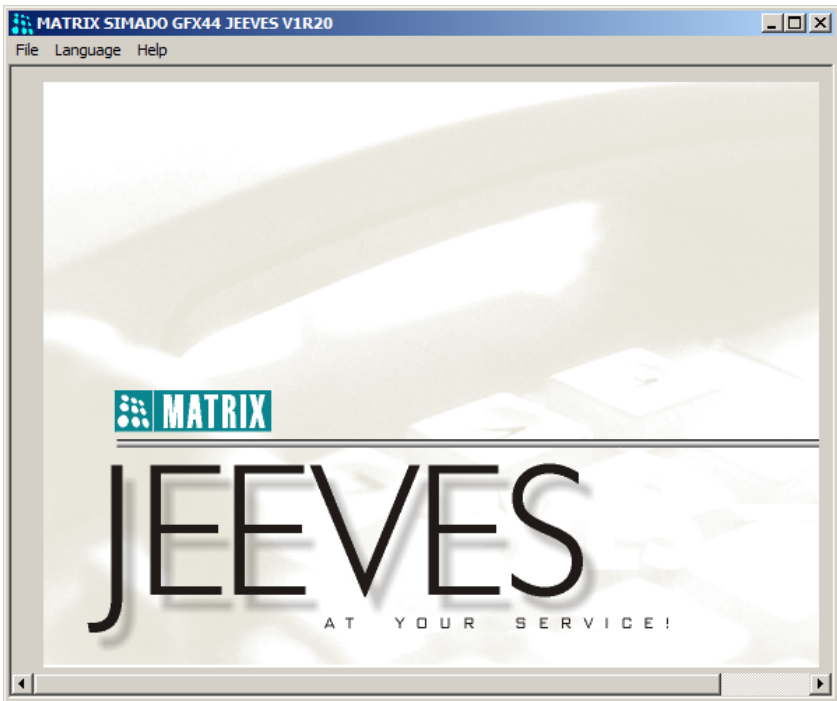 MATRIX SIMADO GFX44 JEEVES V1R20
File Language Help
MATRIX
JEEVES
AT YOUR SERVICE!